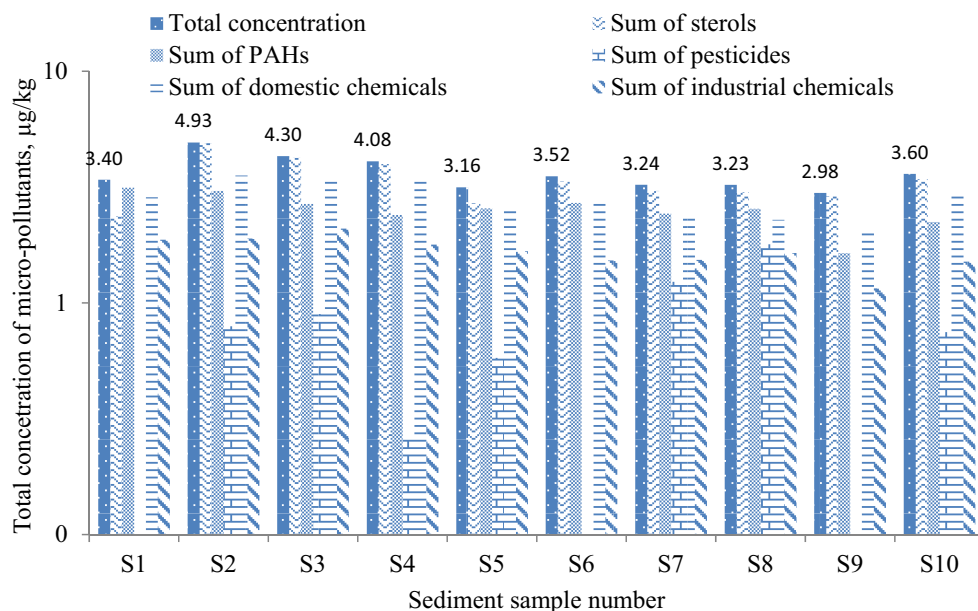 Total concentration
Sum of sterols
Sum of PAHs
Sum of pesticides
Sum of domestic chemicals
Sum of industrial chemicals
Total concetration of micro-pollutants, µg/kg
10
1
0
3.40
4.93
4.30
4.08
3.16
3.52
3.24
3.23
2.98
3.60
S1 S2 S3 S4 S5 S6 S7 S8 S9 S10
Sediment sample number